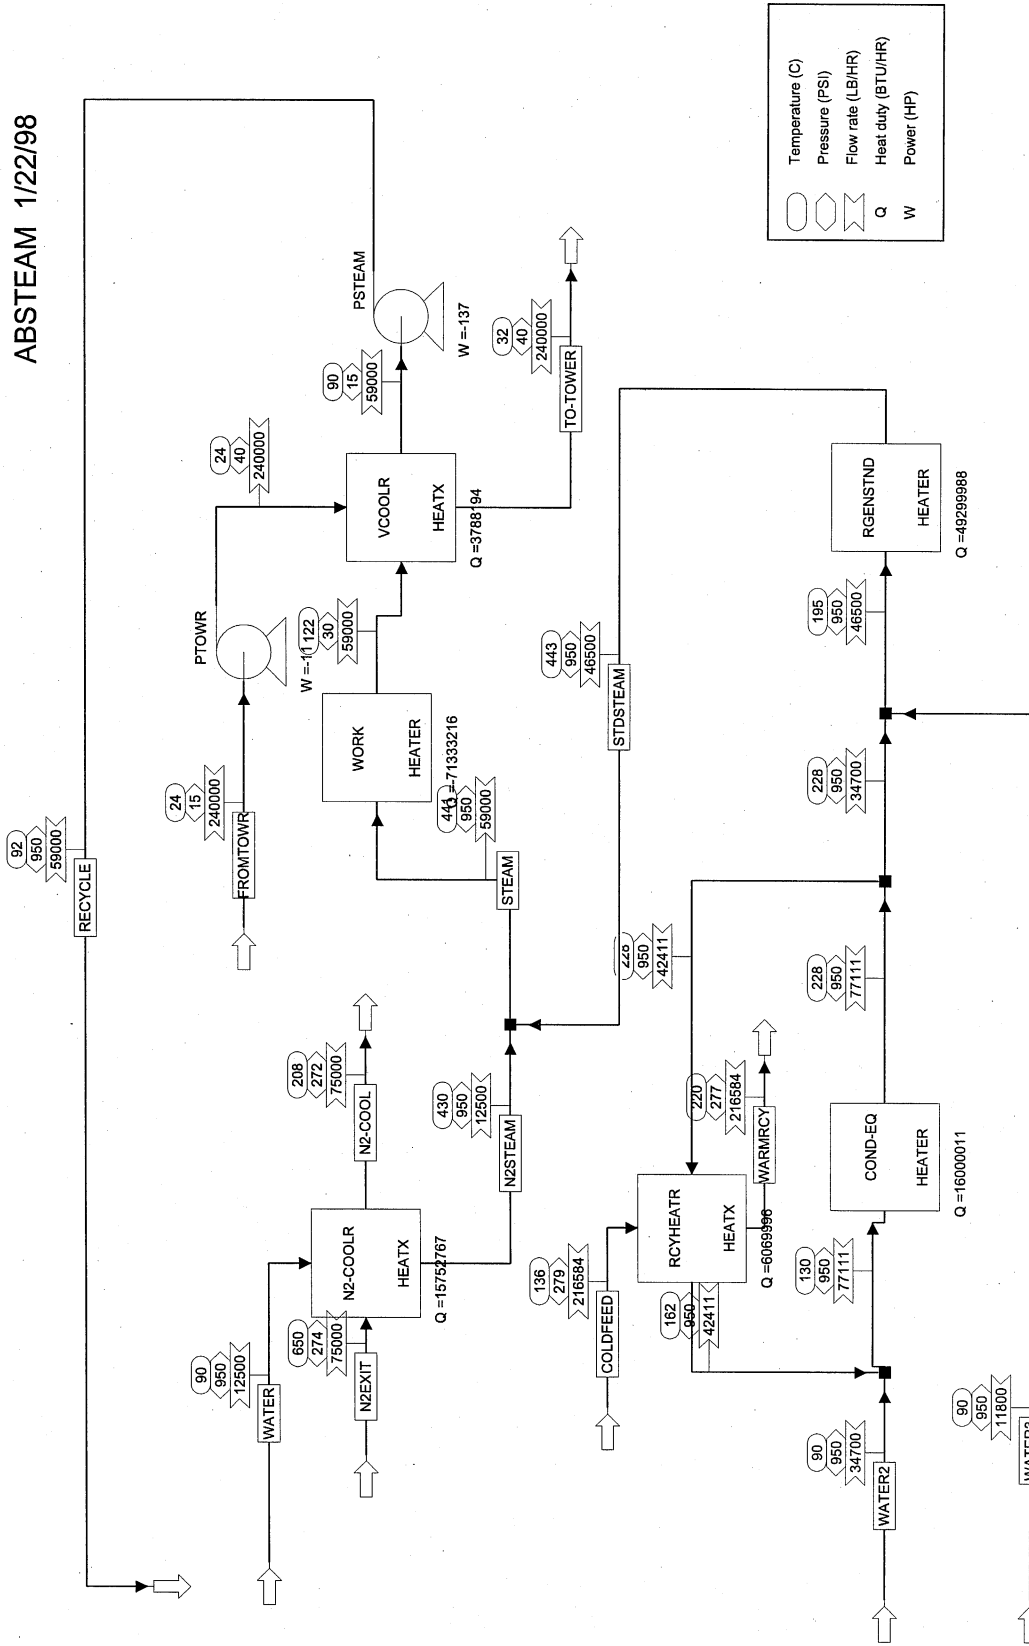 ABSTEAM 1/22/98
92
950
59000
RECYCLE
24
15
240000
FROMTOWR
PTOWR
24
40
240000
90
15
59000
PSTEAM
W =-137
VCOOLR
HEATX
Q =3788194
32
40
240000
TO-TOWER
122
30
59000
WORK
HEATER
Q =-71333216
950
59000
STEAM
90
950
12500
WATER
650
274
75000
N2EXIT
N2-COOLR
HEATX
Q =15752767
208
272
75000
N2-COOL
430
950
12500
N2STEAM
443
950
46500
STDSTEAM
950
42411
136
279
216584
COLDFEED
RCYHEATR
HEATX
Q =6069996
220
277
216584
WARMRCY
162
950
42411
90
950
34700
WATER2
130
950
77111
COND-EQ
HEATER
Q =16000011
228
950
77111
228
950
34700
195
950
46500
RGENSTND
HEATER
Q =49299988
90
950
11800
Temperature (C)
Pressure (PSI)
Flow rate (LB/HR)
Q Heat duty (BTU/HR)
W Power (HP)